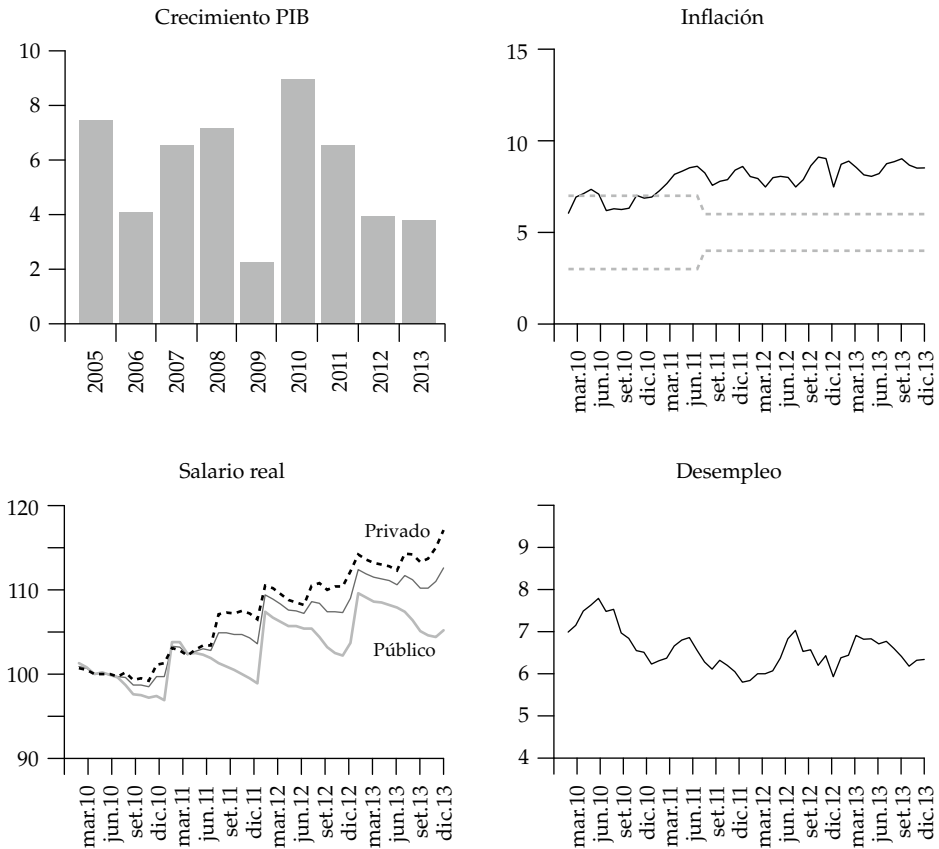 Crecimiento PIB
10
8
6
4
2
0
2005
2006
2007
2008
2009
2010
2011
2012
2013
Inflación
15
10
5
0
mar.10
jun.10
set.10
dic.10
mar.11
jun.11
set.11
dic.11
mar.12
jun.12
set.12
dic.12
mar.13
jun.13
set.13
dic.13
Salario real
120
110
100
90
Privado
Público
mar.10
jun.10
set.10
dic.10
mar.11
jun.11
set.11
dic.11
mar.12
jun.12
set.12
dic.12
mar.13
jun.13
set.13
dic.13
Desempleo
9
8
7
6
5
4
mar.10
jun.10
set.10
dic.10
mar.11
jun.11
set.11
dic.11
mar.12
jun.12
set.12
dic.12
mar.13
jun.13
set.13
dic.13